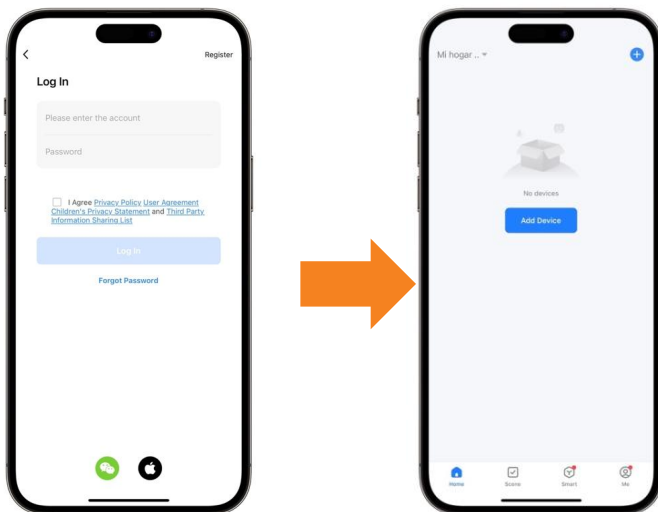 Register
Log In
Please enter the account
Password
I Agree Privacy Policy User Agreement
Children's Privacy Statement and Third Party
Information Sharing List
Log In
Forgot Password
Mi hogar ..
No devices
Add Device
Home
Scene
Smart
Me